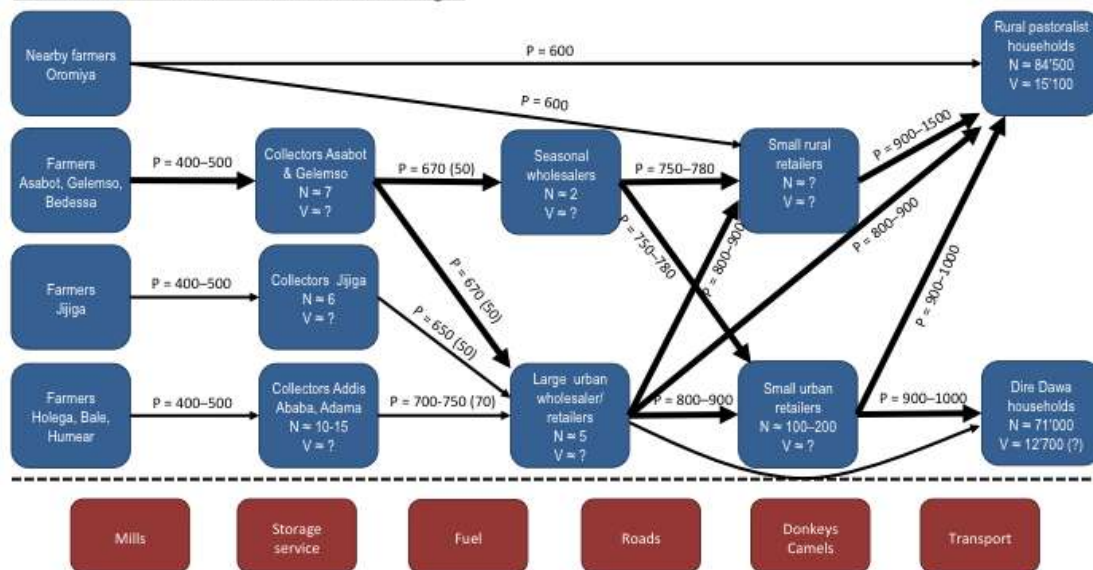 Nearby farmers
Oromiya
P = 600
P = 600
Rural pastoralist
households
N ≈ 84'500
V ≈ 15'100
Farmers
Asabot, Gelemso,
Bedessa
P = 400–500
Collectors Asabot
& Gelemso
N ≈ 7
V ≈ ?
P = 670 (50)
Seasonal
wholesalers
N ≈ 2
V ≈ ?
P = 750–780
Small rural
retailers
N ≈ ?
V ≈ ?
P = 900–1500
P = 800–900
P = 750–780
P = 800–900
P = 670 (50)
P = 900–1000
Farmers
Jijiga
P = 400–500
Collectors Jijiga
N ≈ 6
V ≈ ?
P = 650 (50)
Farmers
Holega, Bale,
Humear
P = 400–500
Collectors Addis
Ababa, Adama
N ≈ 10-15
V ≈ ?
P = 700-750 (70)
Large urban
wholesaler/
retailers
N ≈ 5
V ≈ ?
P = 800–900
Small urban
retailers
N ≈ 100–200
V ≈ ?
P = 900–1000
Dire Dawa
households
N ≈ 71'000
V ≈ 12'700 (?)
Mills
Storage
service
Fuel
Roads
Donkeys
Camels
Transport